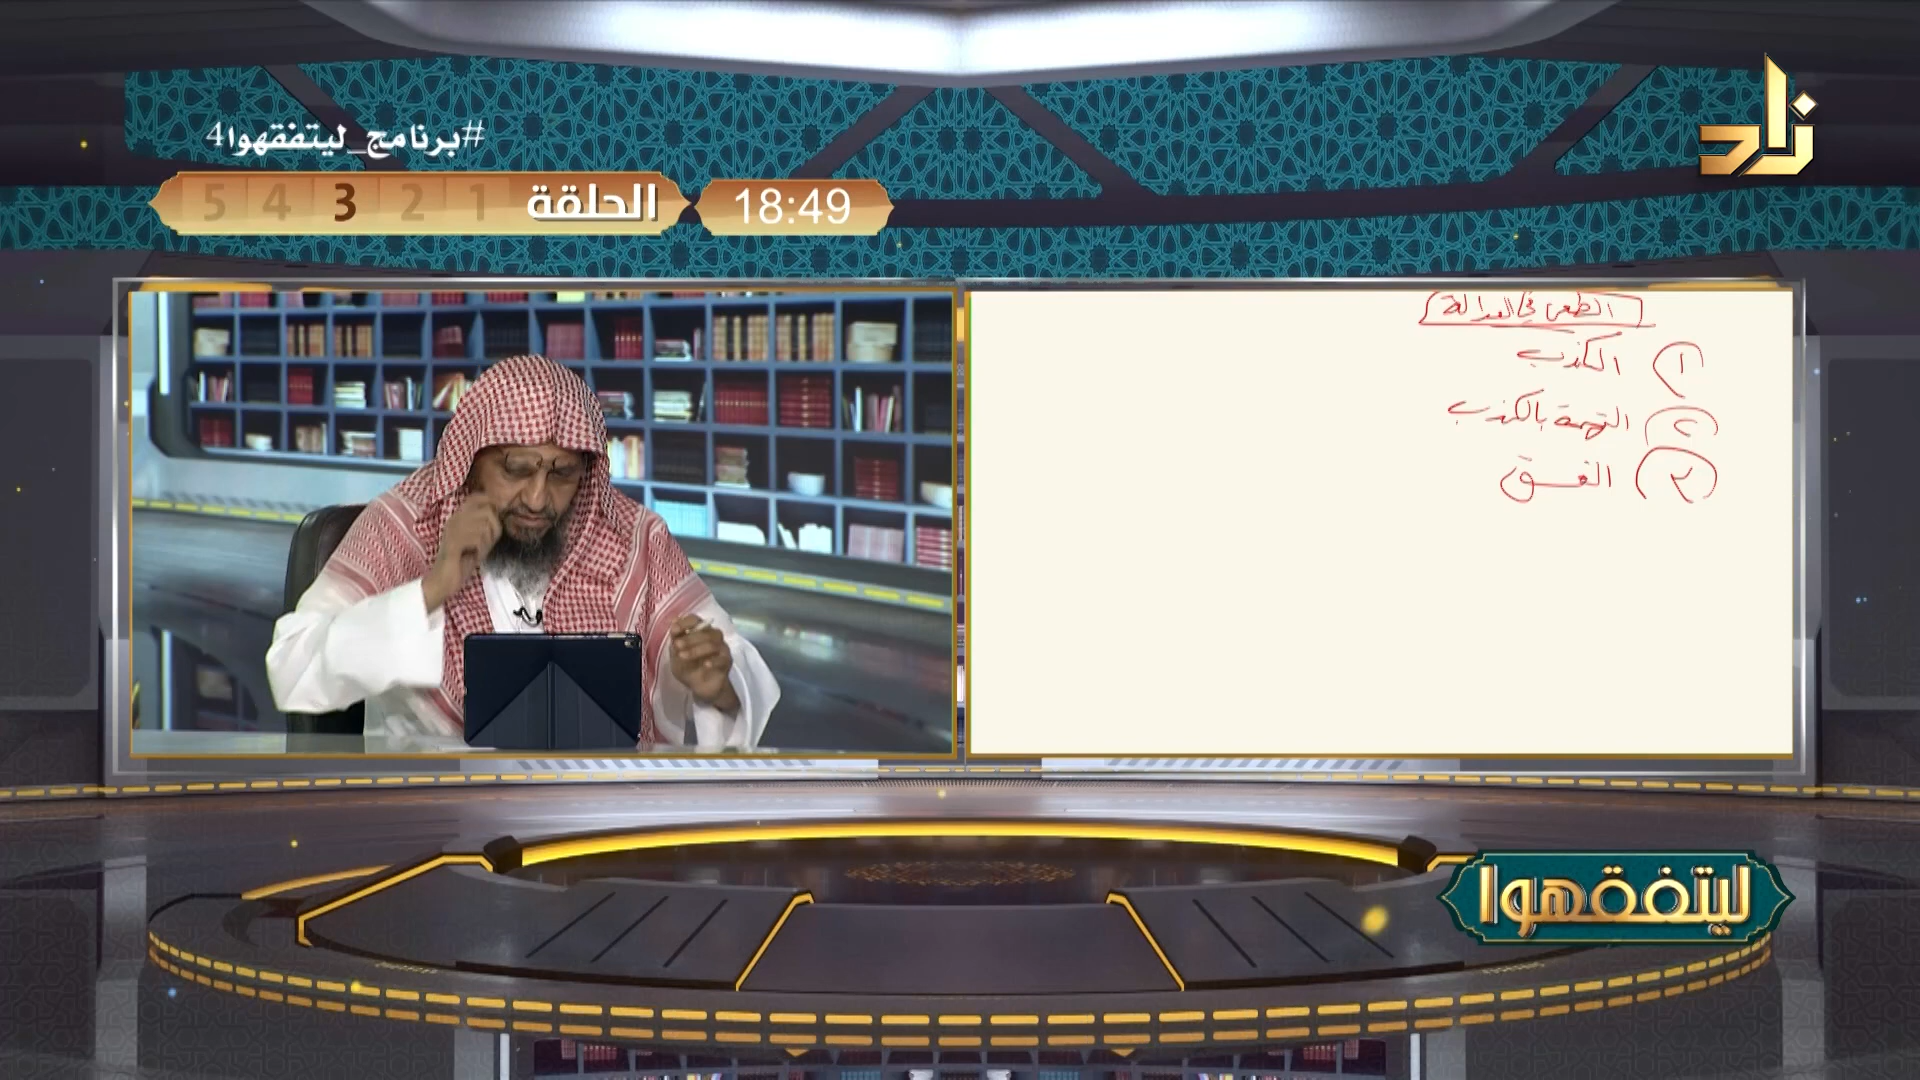 زاد
#برنامج_ليتفقهوا4
الحلقة 1 2 3 4 5
18:49
الطعن في العدالة
١ الكذب
٢ التهمة بالكذب
٣ الفسق
ليتفقهوا